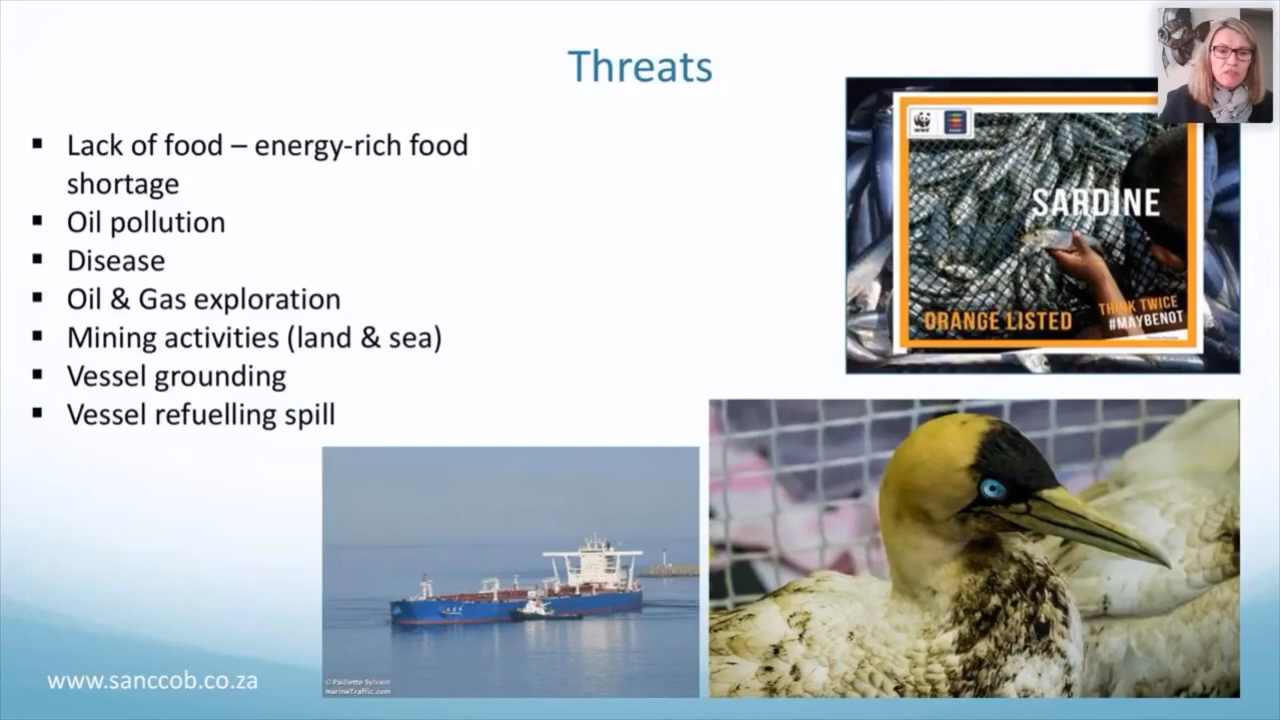 Threats
▪ Lack of food – energy-rich food
shortage
▪ Oil pollution
▪ Disease
▪ Oil & Gas exploration
▪ Mining activities (land & sea)
▪ Vessel grounding
▪ Vessel refuelling spill
WWF
SARDINE
ORANGE LISTED
THINK TWICE
#MAYBENOT
© Paillette Sylvain
MarineTraffic.com
www.sanccob.co.za